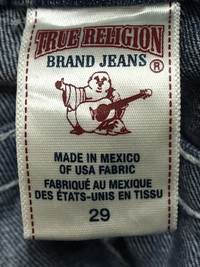 TRUE RELIGION
BRAND JEANS®
MADE IN MEXICO
OF USA FABRIC
FABRIQUÉ AU MEXIQUE
DES ÉTATS-UNIS EN TISSU
29